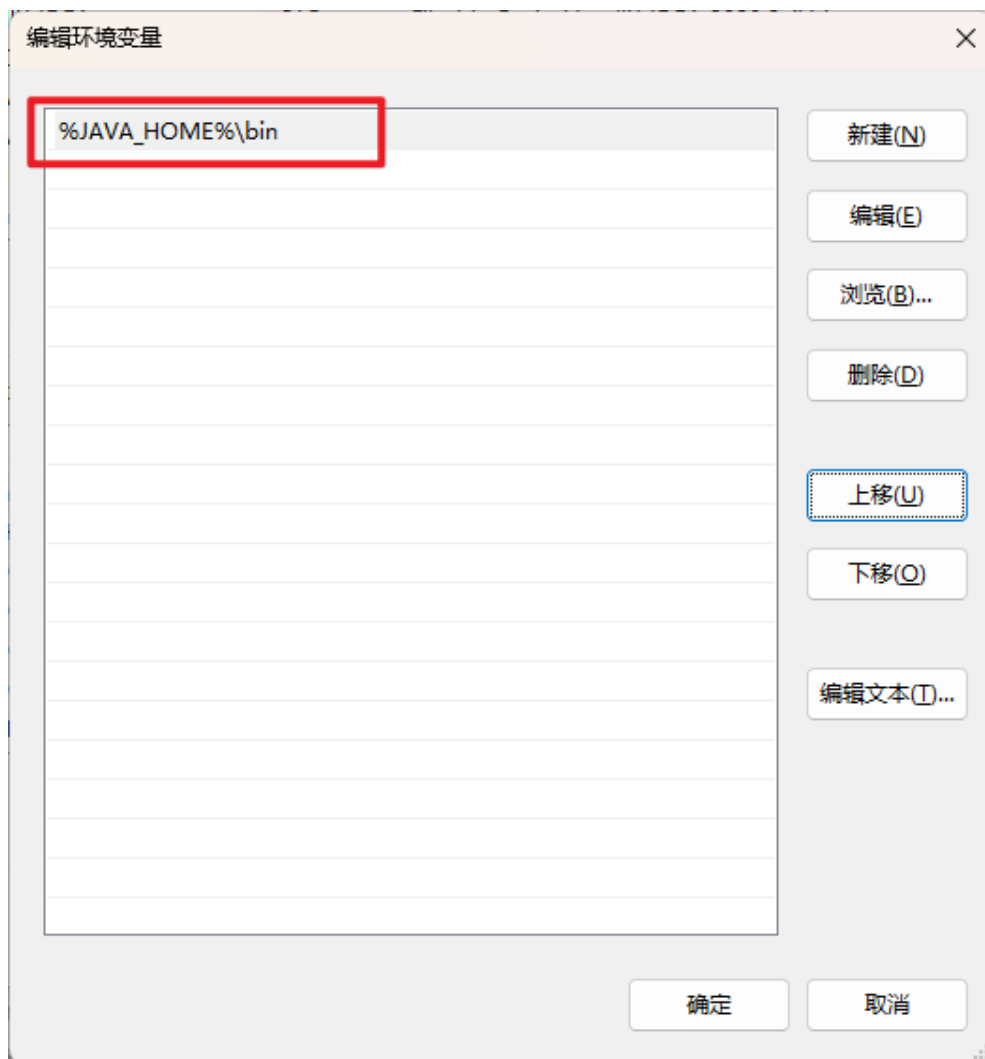 编辑环境变量
%JAVA_HOME%\bin
新建(N)
编辑(E)
浏览(B)...
删除(D)
上移(U)
下移(O)
编辑文本(T)...
确定
取消